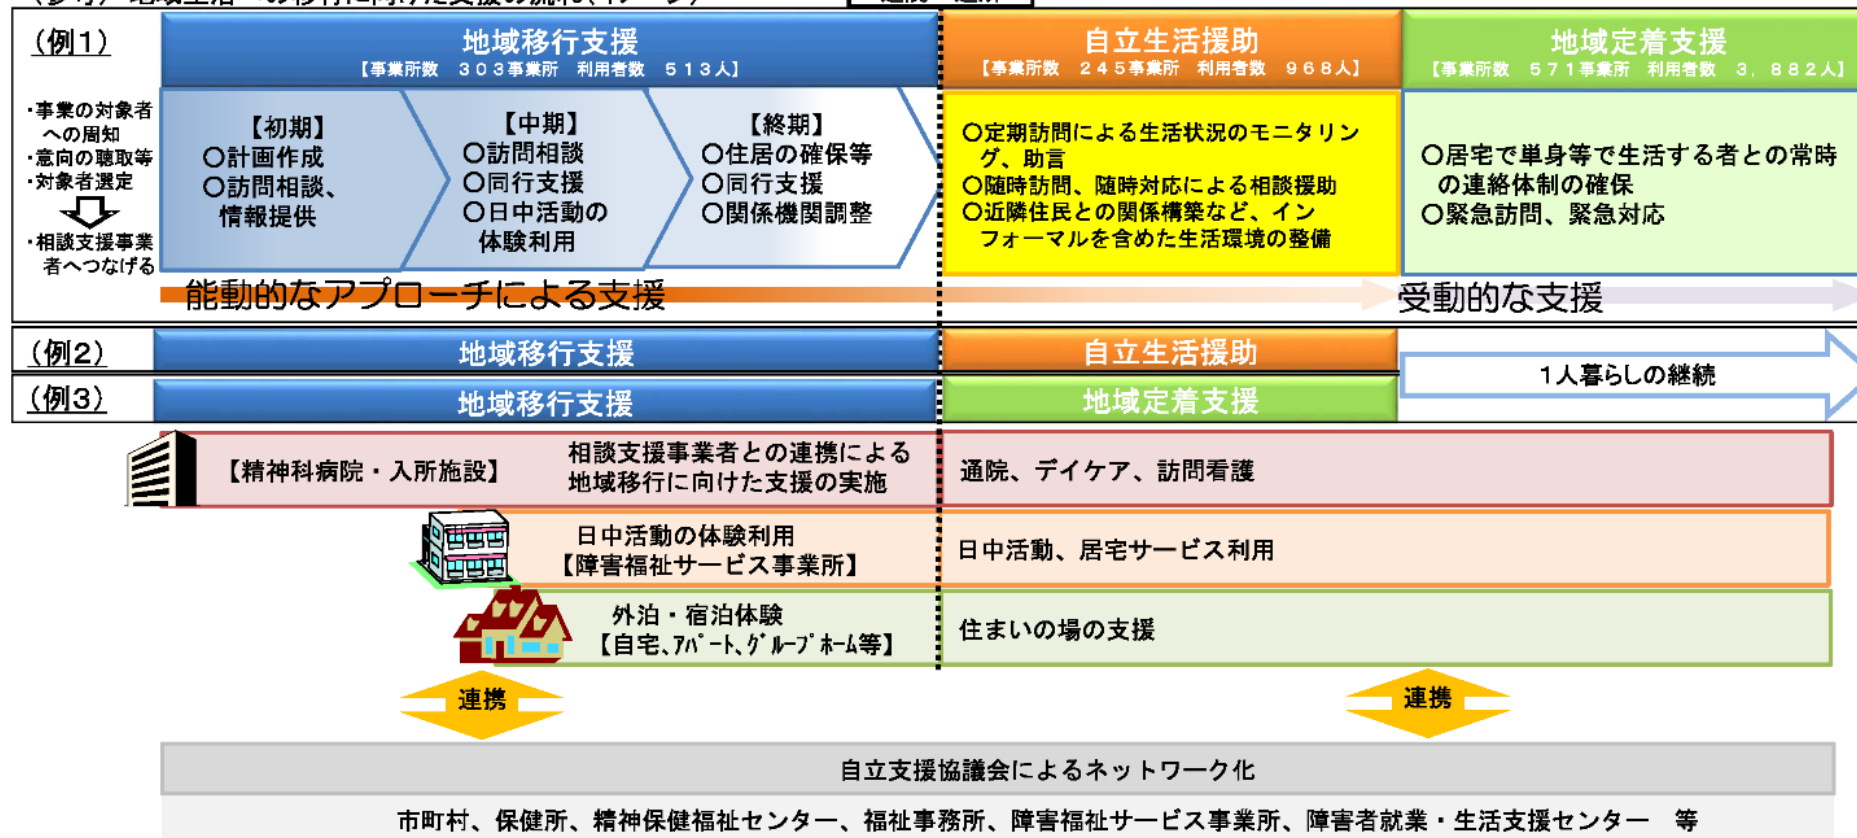 (例1)
地域移行支援
【事業所数 303事業所 利用者数 513人】
自立生活援助
【事業所数 245事業所 利用者数 968人】
地域定着支援
【事業所数 571事業所 利用者数 3,882人】
・事業の対象者
への周知
・意向の聴取等
・対象者選定
・相談支援事業
者へつなげる
【初期】
○計画作成
○訪問相談、
情報提供
【中期】
○訪問相談
○同行支援
○日中活動の
体験利用
【終期】
○住居の確保等
○同行支援
○関係機関調整
○定期訪問による生活状況のモニタリン
グ、助言
○随時訪問、随時対応による相談援助
○近隣住民との関係構築など、イン
フォーマルを含めた生活環境の整備
○居宅で単身等で生活する者との常時
の連絡体制の確保
○緊急訪問、緊急対応
能動的なアプローチによる支援
受動的な支援
(例2)
地域移行支援
自立生活援助
1人暮らしの継続
(例3)
地域移行支援
地域定着支援
【精神科病院・入所施設】
相談支援事業者との連携による
地域移行に向けた支援の実施
通院、デイケア、訪問看護
日中活動の体験利用
【障害福祉サービス事業所】
日中活動、居宅サービス利用
外泊・宿泊体験
【自宅、アパート、グループホーム等】
住まいの場の支援
連携
連携
自立支援協議会によるネットワーク化
市町村、保健所、精神保健福祉センター、福祉事務所、障害福祉サービス事業所、障害者就業・生活支援センター 等